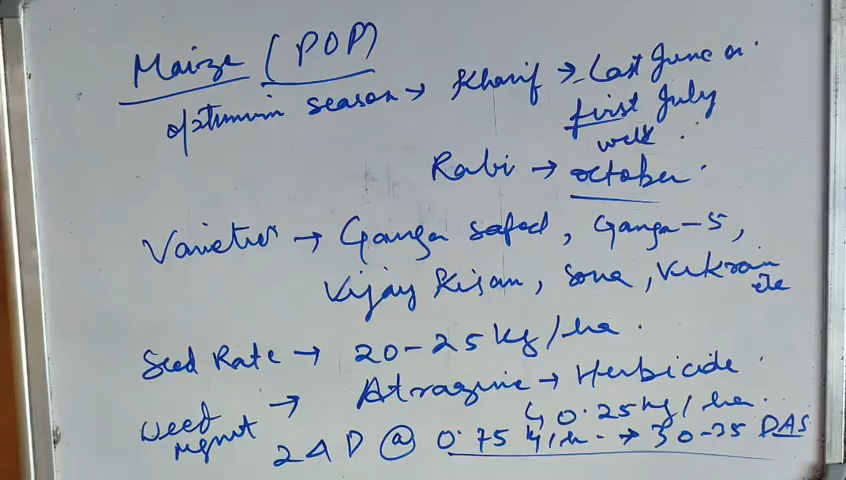 Maize (POP)
optimum season → Kharif → Last June or
first July
week
Rabi → october
Varieties → Ganga safed, Ganga-5,
Vijay Kisan, Sona, Vikram
etc
Seed Rate → 20-25 kg/ha.
Weed mgmt → Atrazine → Herbicide
↳ 0.25 kg/ha.
2 4 D @ 0.75 kg/h. → 30-35 DAS